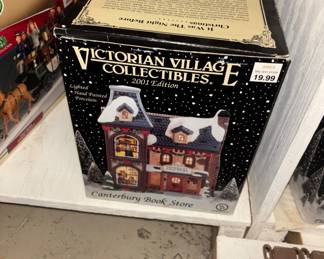 'Twas The Night Before
Christmas
VICTORIAN VILLAGE
COLLECTIBLES
2001 Edition
19.99
Lighted
Hand Painted
Porcelain
Canterbury Book Store